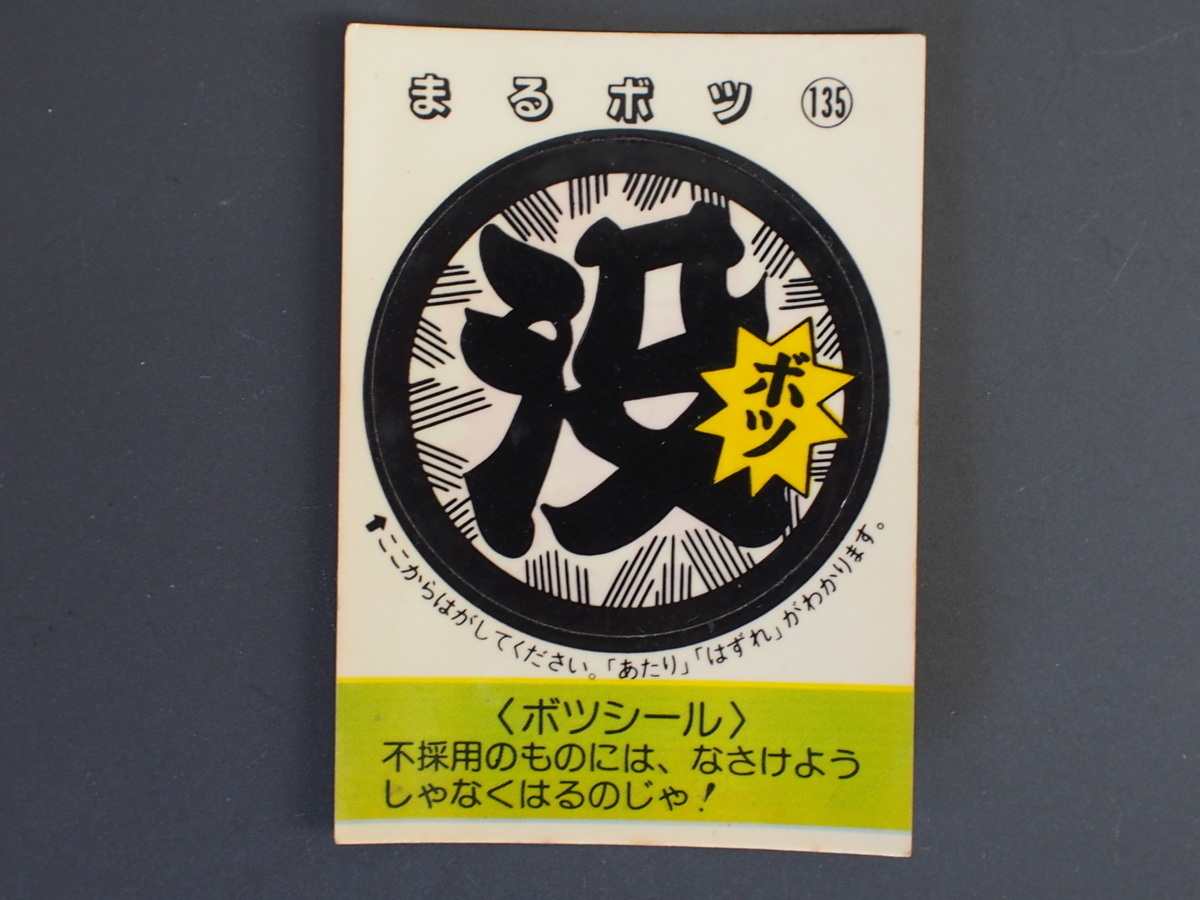 まるボツ 135
没
ボツ
ここからはがしてください。「あたり」「はずれ」がわかります。
〈ボツシール〉
不採用のものには、なさけよう
しゃなくはるのじゃ!